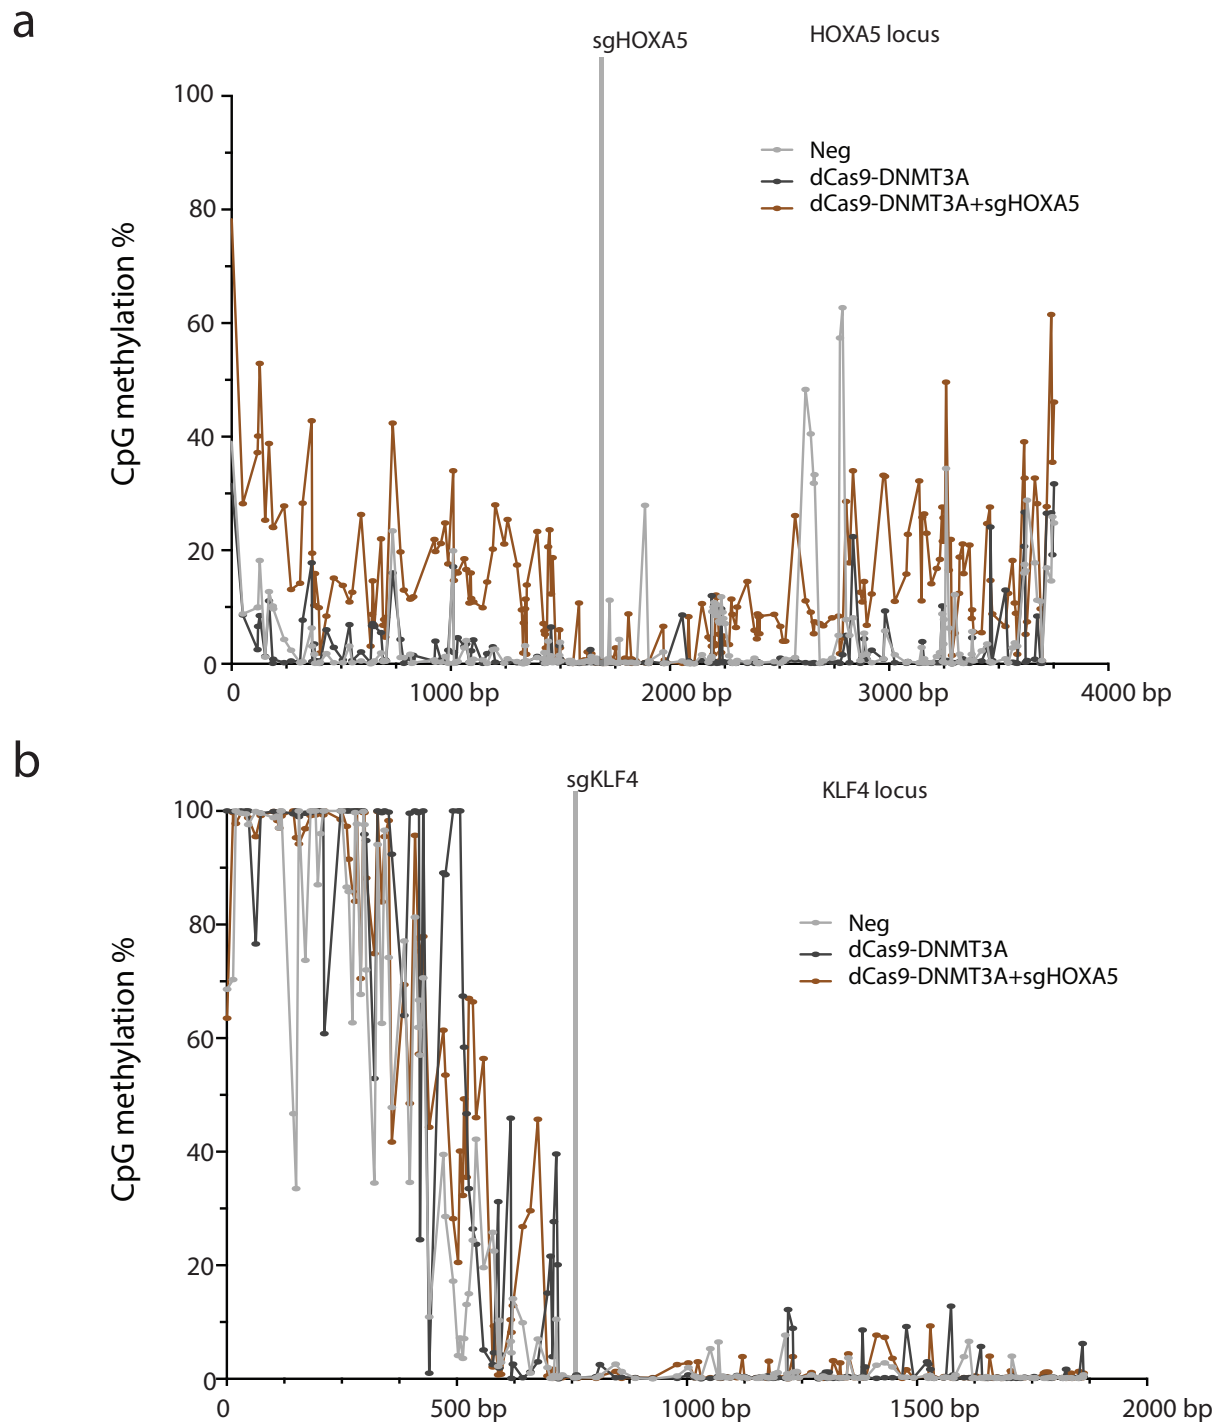 a
sgHOXA5
HOXA5 locus
Neg
dCas9-DNMT3A
dCas9-DNMT3A+sgHOXA5
CpG methylation %
100
80
60
40
20
0
0
1000 bp
2000 bp
3000 bp
4000 bp
b
sgKLF4
KLF4 locus
Neg
dCas9-DNMT3A
dCas9-DNMT3A+sgHOXA5
CpG methylation %
100
80
60
40
20
0
0
500 bp
1000 bp
1500 bp
2000 bp